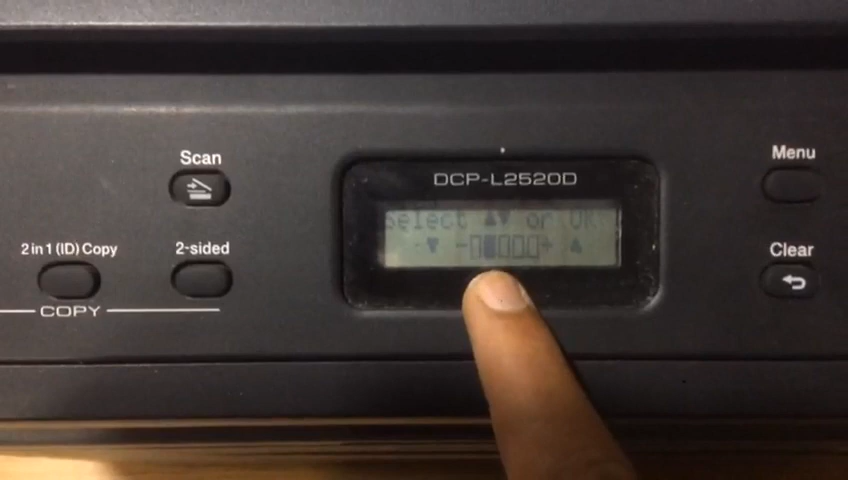 Scan
DCP-L2520D
Menu
Select ▲▼ or OK
-▼ -□■□□□+ ▲
2 in 1 (ID) Copy
2-sided
Clear
COPY